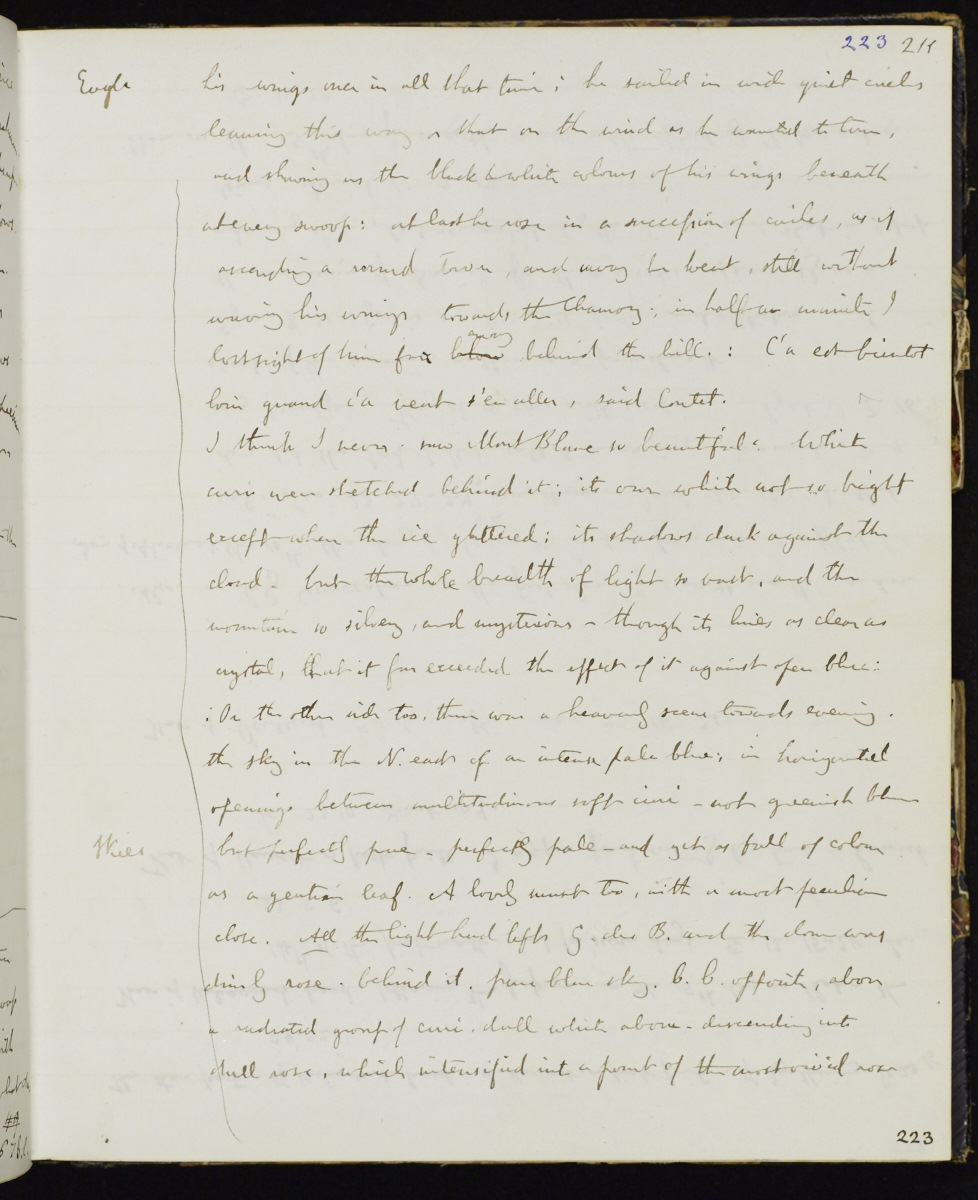 223 211
Eagle his wings once in all that time; he sailed in wide quiet circles
leaning this way or that on the wind as he wanted to turn,
and showing us the black & white colours of his wings beneath
at every swoop: at last he rose in a succession of circles, as if
ascending a round tower, and away he went, still without
waving his wings towards the Chamouny; in half a minute I
lost sight of him far below away behind the hill. : C'a est bientot
loin quand c'a veut s'en aller, said Coutet.
I think I never saw Mont Blanc so beautiful. White
cirri were stretched behind it; its own white not so bright
except where the ice glittered; its shadows dark against the
cloud - but the whole breadth of light so vast, and the
mountain so silvery, and mysterious - though its lines as clear as
crystal, that it far exceeded the effect of it against open blue:
: On the other side too, there was a heavenly scene towards evening.
the sky in the N. east of an intense pale blue; in horizontal
openings between multitudinous soft cirri - not greenish blue
Skies but perfectly pure - perfectly pale - and yet as full of colour
as a gentian leaf. A lovely sunset too, with a most peculiar
close. All the light had left G. des B. and the dome was
dimly rose. behind it, pure blue sky. opposite, above
a radiated group of cirri. dull white above - descending into
dull rose, which intensified into a point of the most vivid rose
223